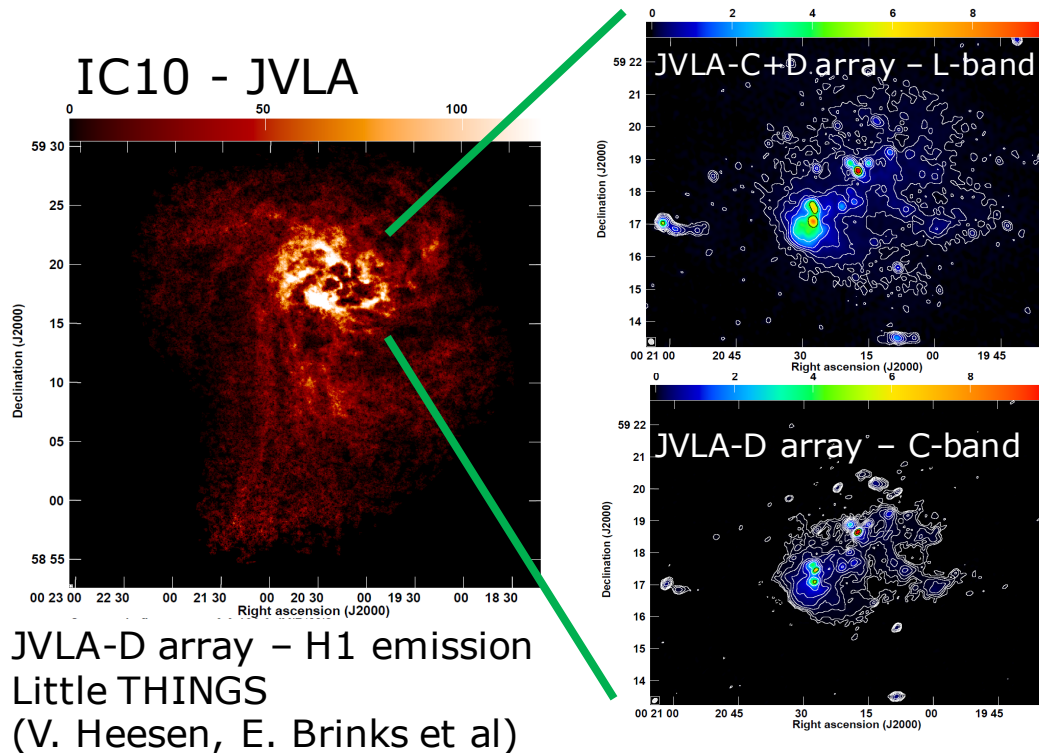 IC10 - JVLA
0 50 100
59 30
25
20
15
10
05
00
58 55
Declination (J2000)
00 23 00 22 30 00 21 30 00 20 30 00 19 30 00 18 30
Right ascension (J2000)
JVLA-D array – H1 emission
Little THINGS
(V. Heesen, E. Brinks et al)
0 2 4 6 8
JVLA-C+D array – L-band
59 22
21
20
19
18
17
16
15
14
Declination (J2000)
00 21 00 20 45 30 15 00 19 45
Right ascension (J2000)
0 2 4 6 8
JVLA-D array – C-band
59 22
21
20
19
18
17
16
15
14
13
Declination (J2000)
00 21 00 20 45 30 15 00 19 45
Right ascension (J2000)